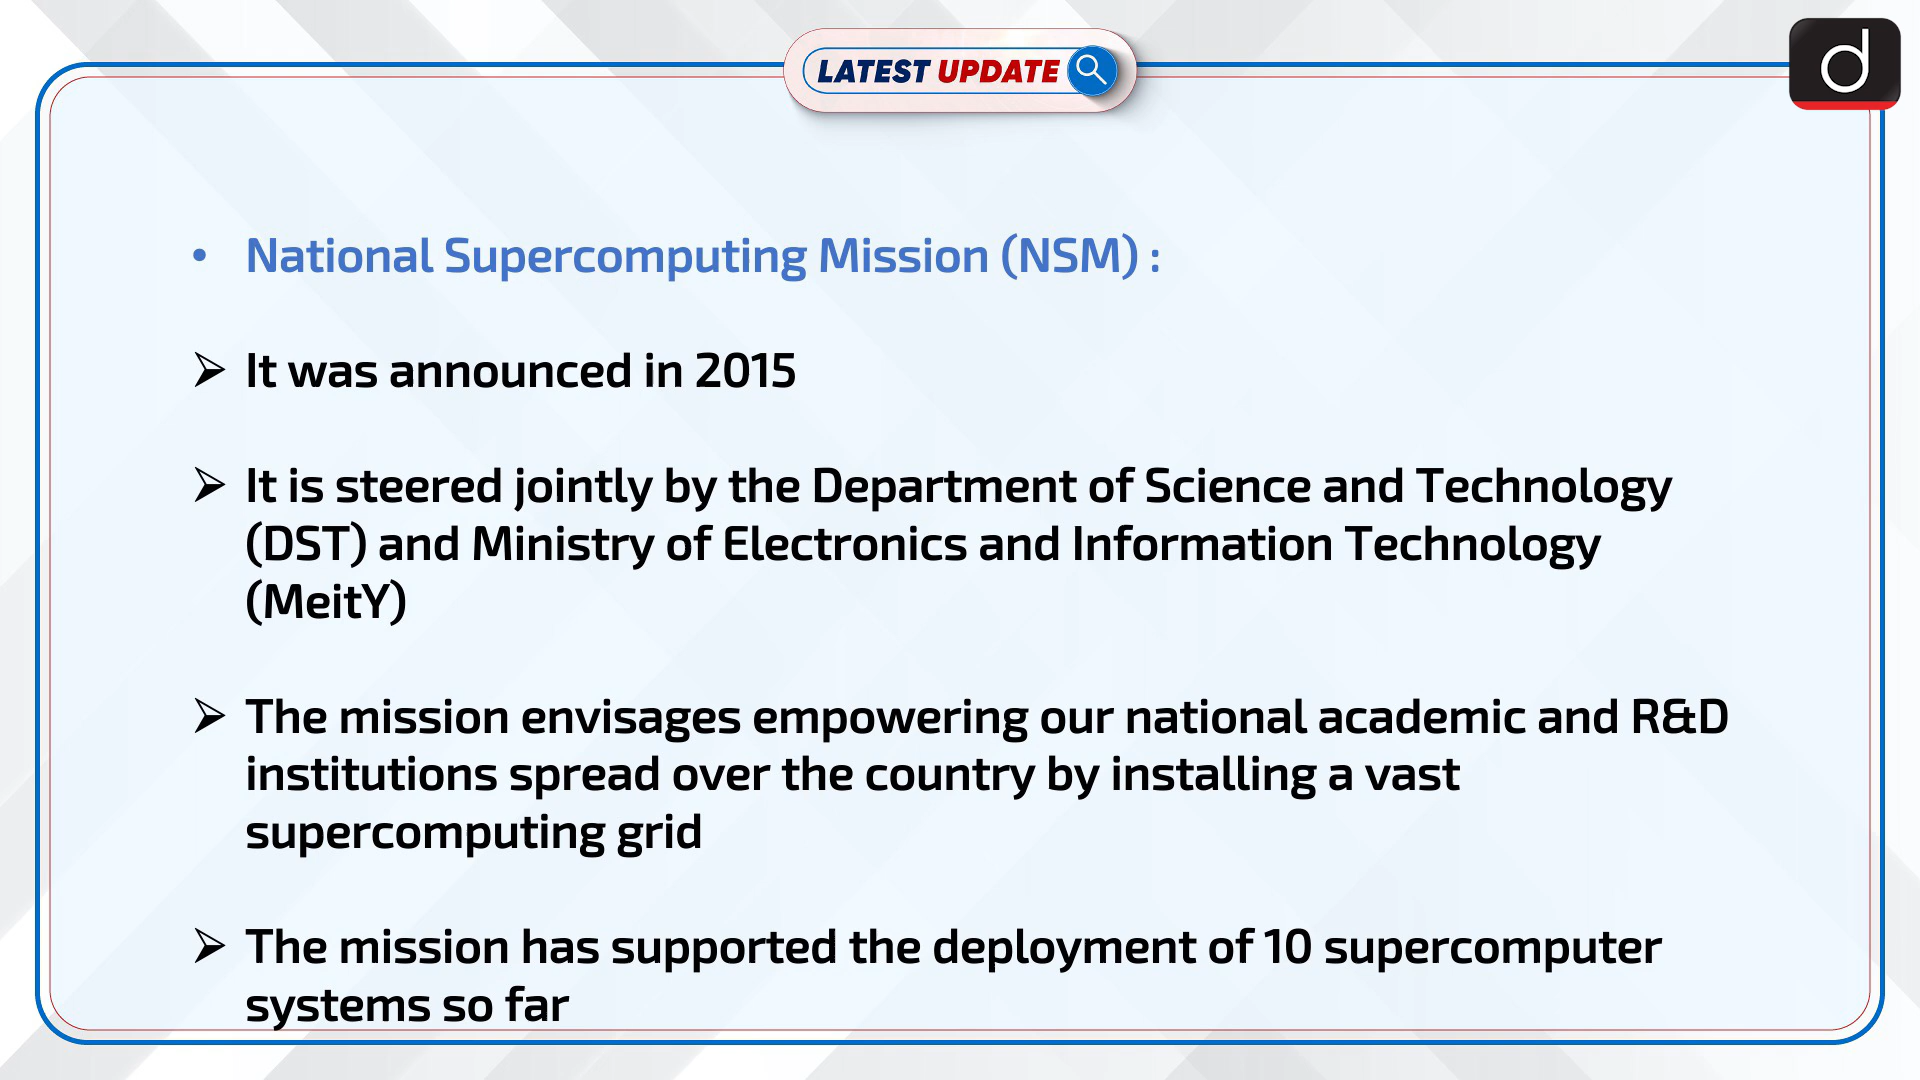 LATEST UPDATE
d
• National Supercomputing Mission (NSM) :
➢ It was announced in 2015
➢ It is steered jointly by the Department of Science and Technology
(DST) and Ministry of Electronics and Information Technology
(MeitY)
➢ The mission envisages empowering our national academic and R&D
institutions spread over the country by installing a vast
supercomputing grid
➢ The mission has supported the deployment of 10 supercomputer
systems so far